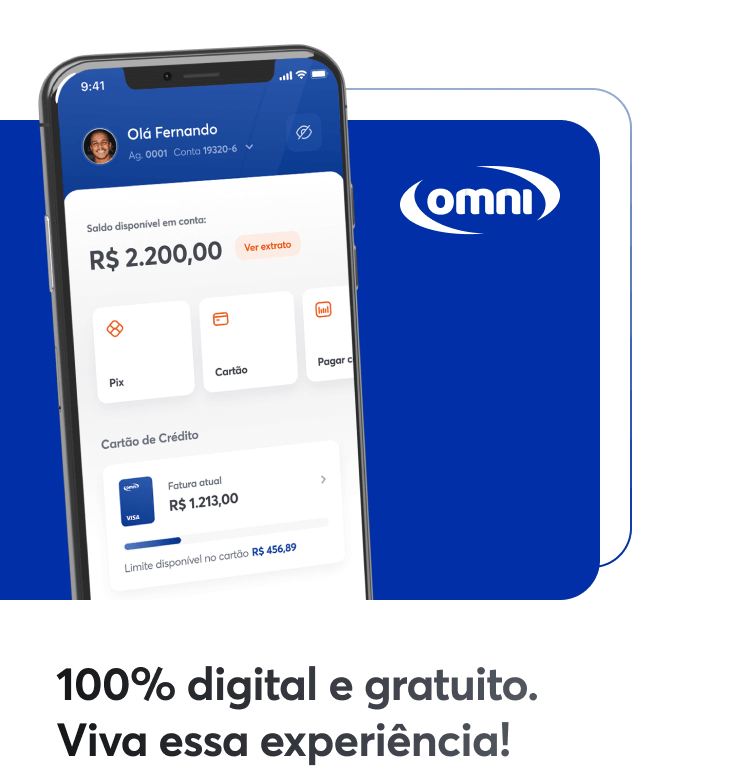 9:41
Olá Fernando
Ag. 0001 Conta 19320-6
omni
Saldo disponível em conta:
R$ 2.200,00
Ver extrato
Pix
Cartão
Pagar c
Cartão de Crédito
omni
VISA
Fatura atual
R$ 1.213,00
Limite disponível no cartão R$ 456,89
100% digital e gratuito.
Viva essa experiência!